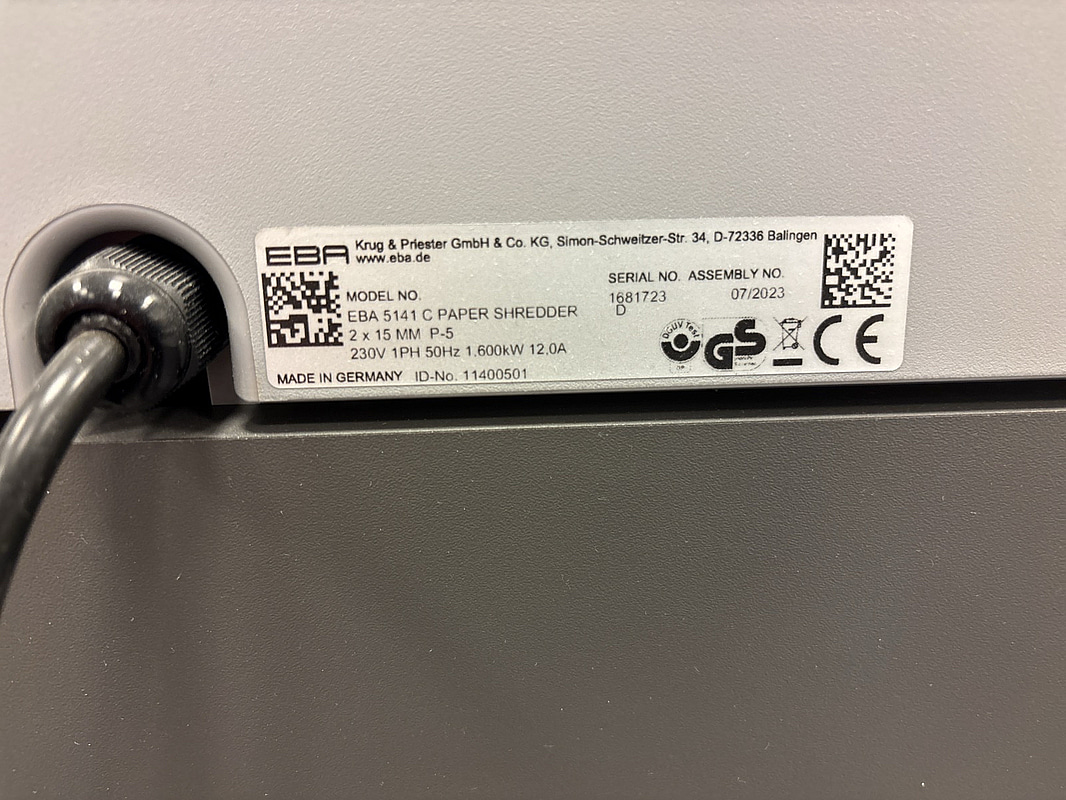 EBA Krug & Priester GmbH & Co. KG, Simon-Schweitzer-Str. 34, D-72336 Balingen
www.eba.de
MODEL NO.
EBA 5141 C PAPER SHREDDER
2 x 15 MM P-5
230V 1PH 50Hz 1,600kW 12,0A
MADE IN GERMANY ID-No. 11400501
SERIAL NO. ASSEMBLY NO.
1681723 07/2023
D
DGUV Test
GS
CE